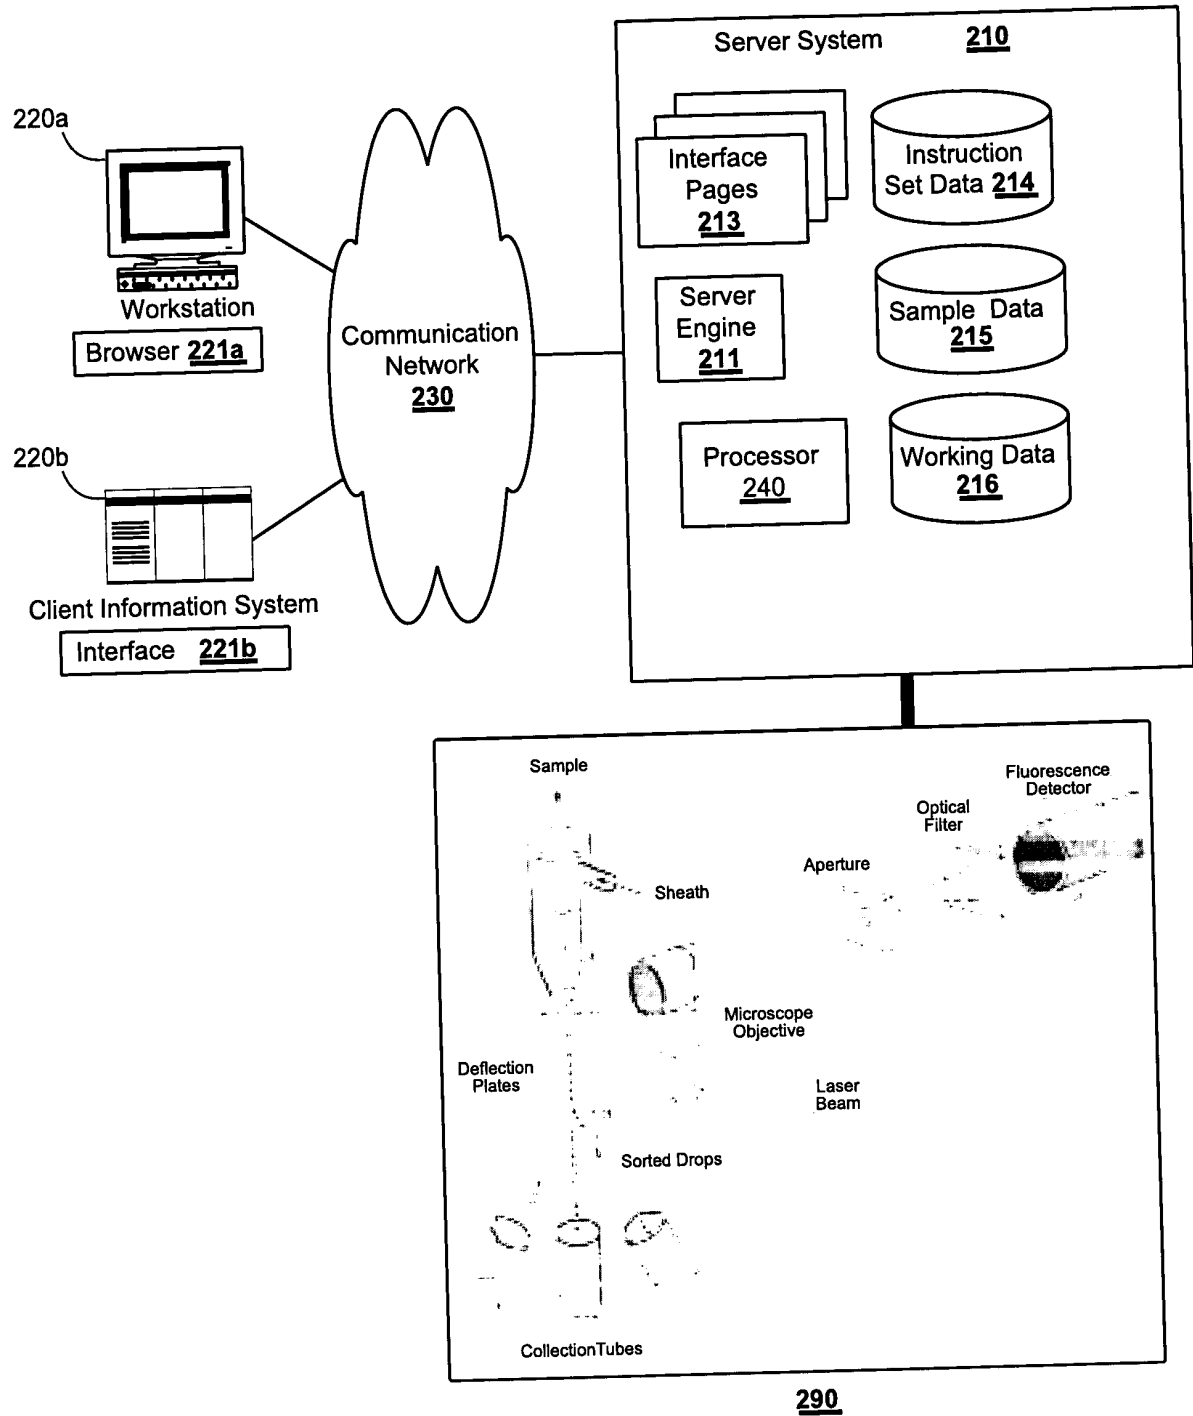 220a
Workstation
Browser 221a
220b
Client Information System
Interface 221b
Communication
Network
230
Server System 210
Interface
Pages
213
Instruction
Set Data 214
Server
Engine
211
Sample Data
215
Processor
240
Working Data
216
Sample
Fluorescence
Detector
Optical
Filter
Aperture
Sheath
Microscope
Objective
Deflection
Plates
Laser
Beam
Sorted Drops
CollectionTubes
290